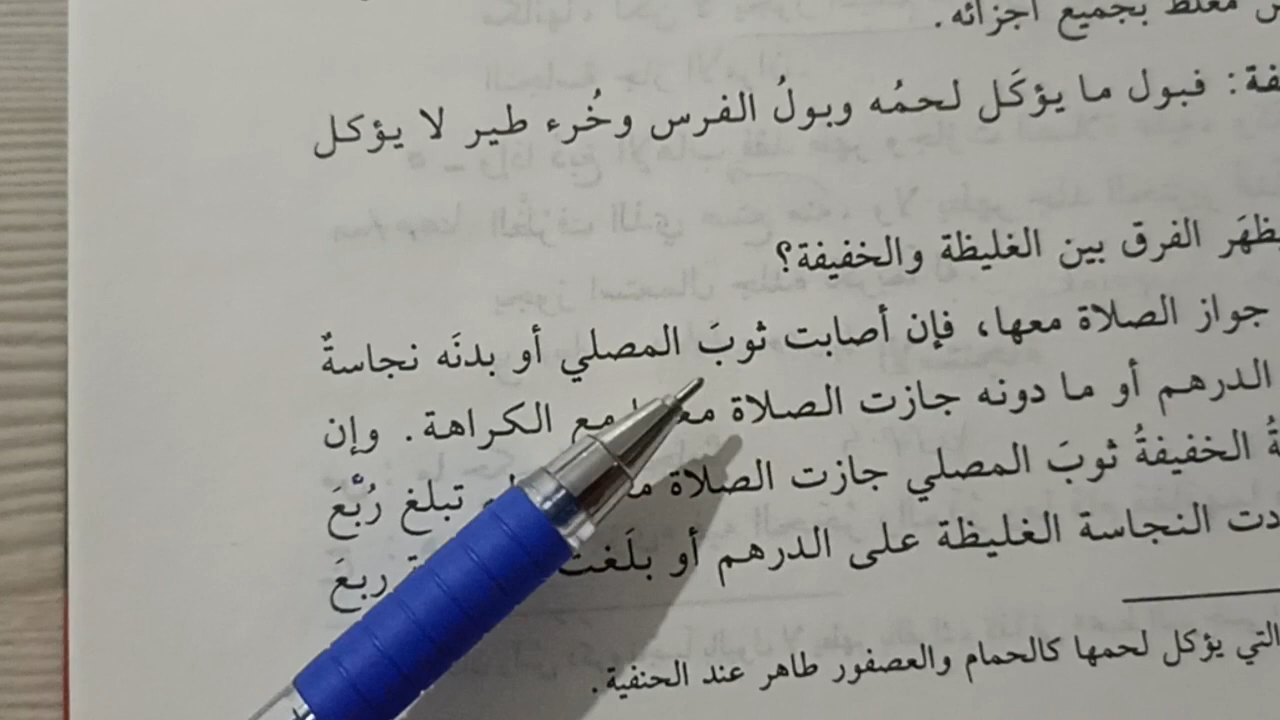 مغلظ بجميع أجزائه.
فة: فبول ما يؤكَل لحمُه وبولُ الفرس وخُرء طير لا يؤكل
يظهَر الفرق بين الغليظة والخفيفة؟
جواز الصلاة معها، فإن أصابت ثوبَ المصلي أو بدنَه نجاسةٌ
الدرهم أو ما دونه جازت الصلاة مع الكراهة. وإن
ةُ الخفيفةُ ثوبَ المصلي جازت الصلاة تبلغ رُبْعَ
دت النجاسة الغليظة على الدرهم أو بلَغت ربعَ
التي يؤكل لحمها كالحمام والعصفور طاهر عند الحنفية.